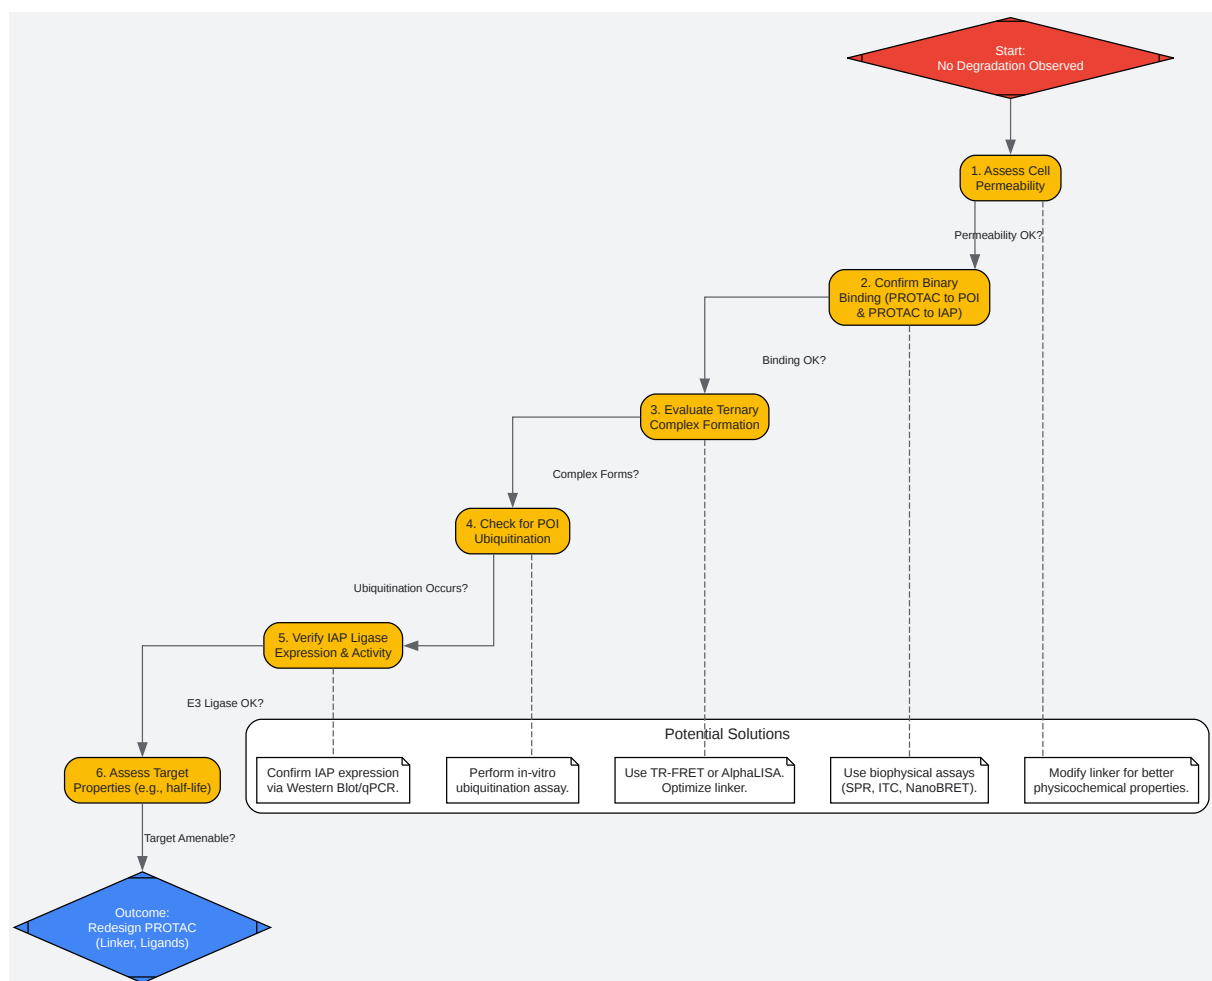 Start:
No Degradation Observed
1. Assess Cell
Permeability
Permeability OK?
2. Confirm Binary
Binding (PROTAC to POI
& PROTAC to IAP)
Binding OK?
3. Evaluate Ternary
Complex Formation
Complex Forms?
4. Check for POI
Ubiquitination
Ubiquitination Occurs?
5. Verify IAP Ligase
Expression & Activity
E3 Ligase OK?
6. Assess Target
Properties (e.g., half-life)
Target Amenable?
Outcome:
Redesign PROTAC
(Linker, Ligands)
Potential Solutions
Confirm IAP expression
via Western Blot/qPCR.
Perform in-vitro
ubiquitination assay.
Use TR-FRET or AlphaLISA.
Optimize linker.
Use biophysical assays
(SPR, ITC, NanoBRET).
Modify linker for better
physicochemical properties.